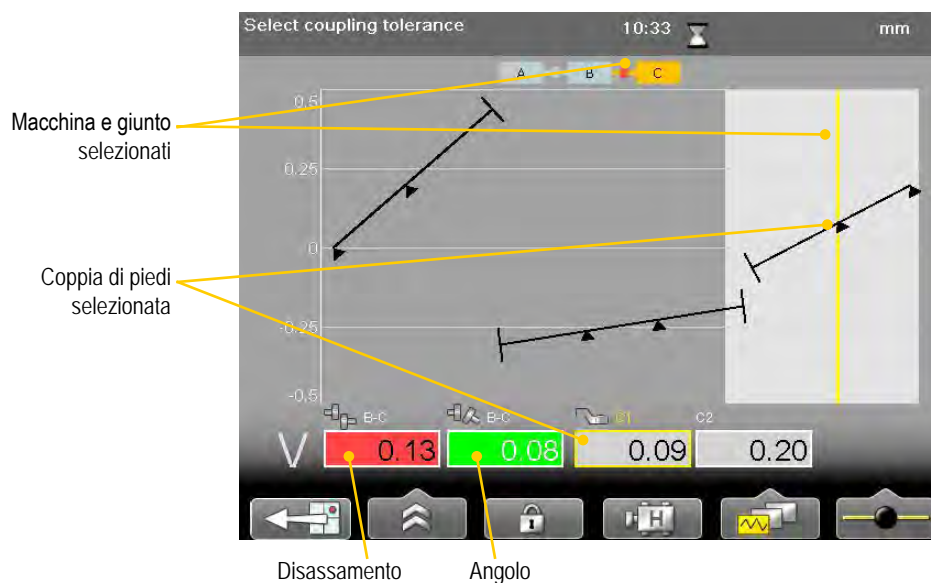 Select coupling tolerance 10:33 mm
A B C
Macchina e giunto
selezionati
0.5
0.25
0
-0.25
-0.5
Coppia di piedi
selezionata
B-C B-C C1 C2
V 0.13 0.08 0.09 0.20
H
Disassamento Angolo